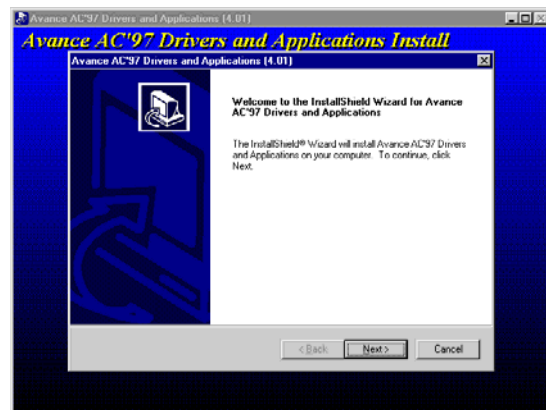 Avance AC'97 Drivers and Applications (4.01)
Avance AC'97 Drivers and Applications Install
Avance AC'97 Drivers and Applications (4.01)
Welcome to the InstallShield Wizard for Avance
AC'97 Drivers and Applications
The InstallShield® Wizard will install Avance AC'97 Drivers
and Applications on your computer. To continue, click
Next.
< Back Next > Cancel